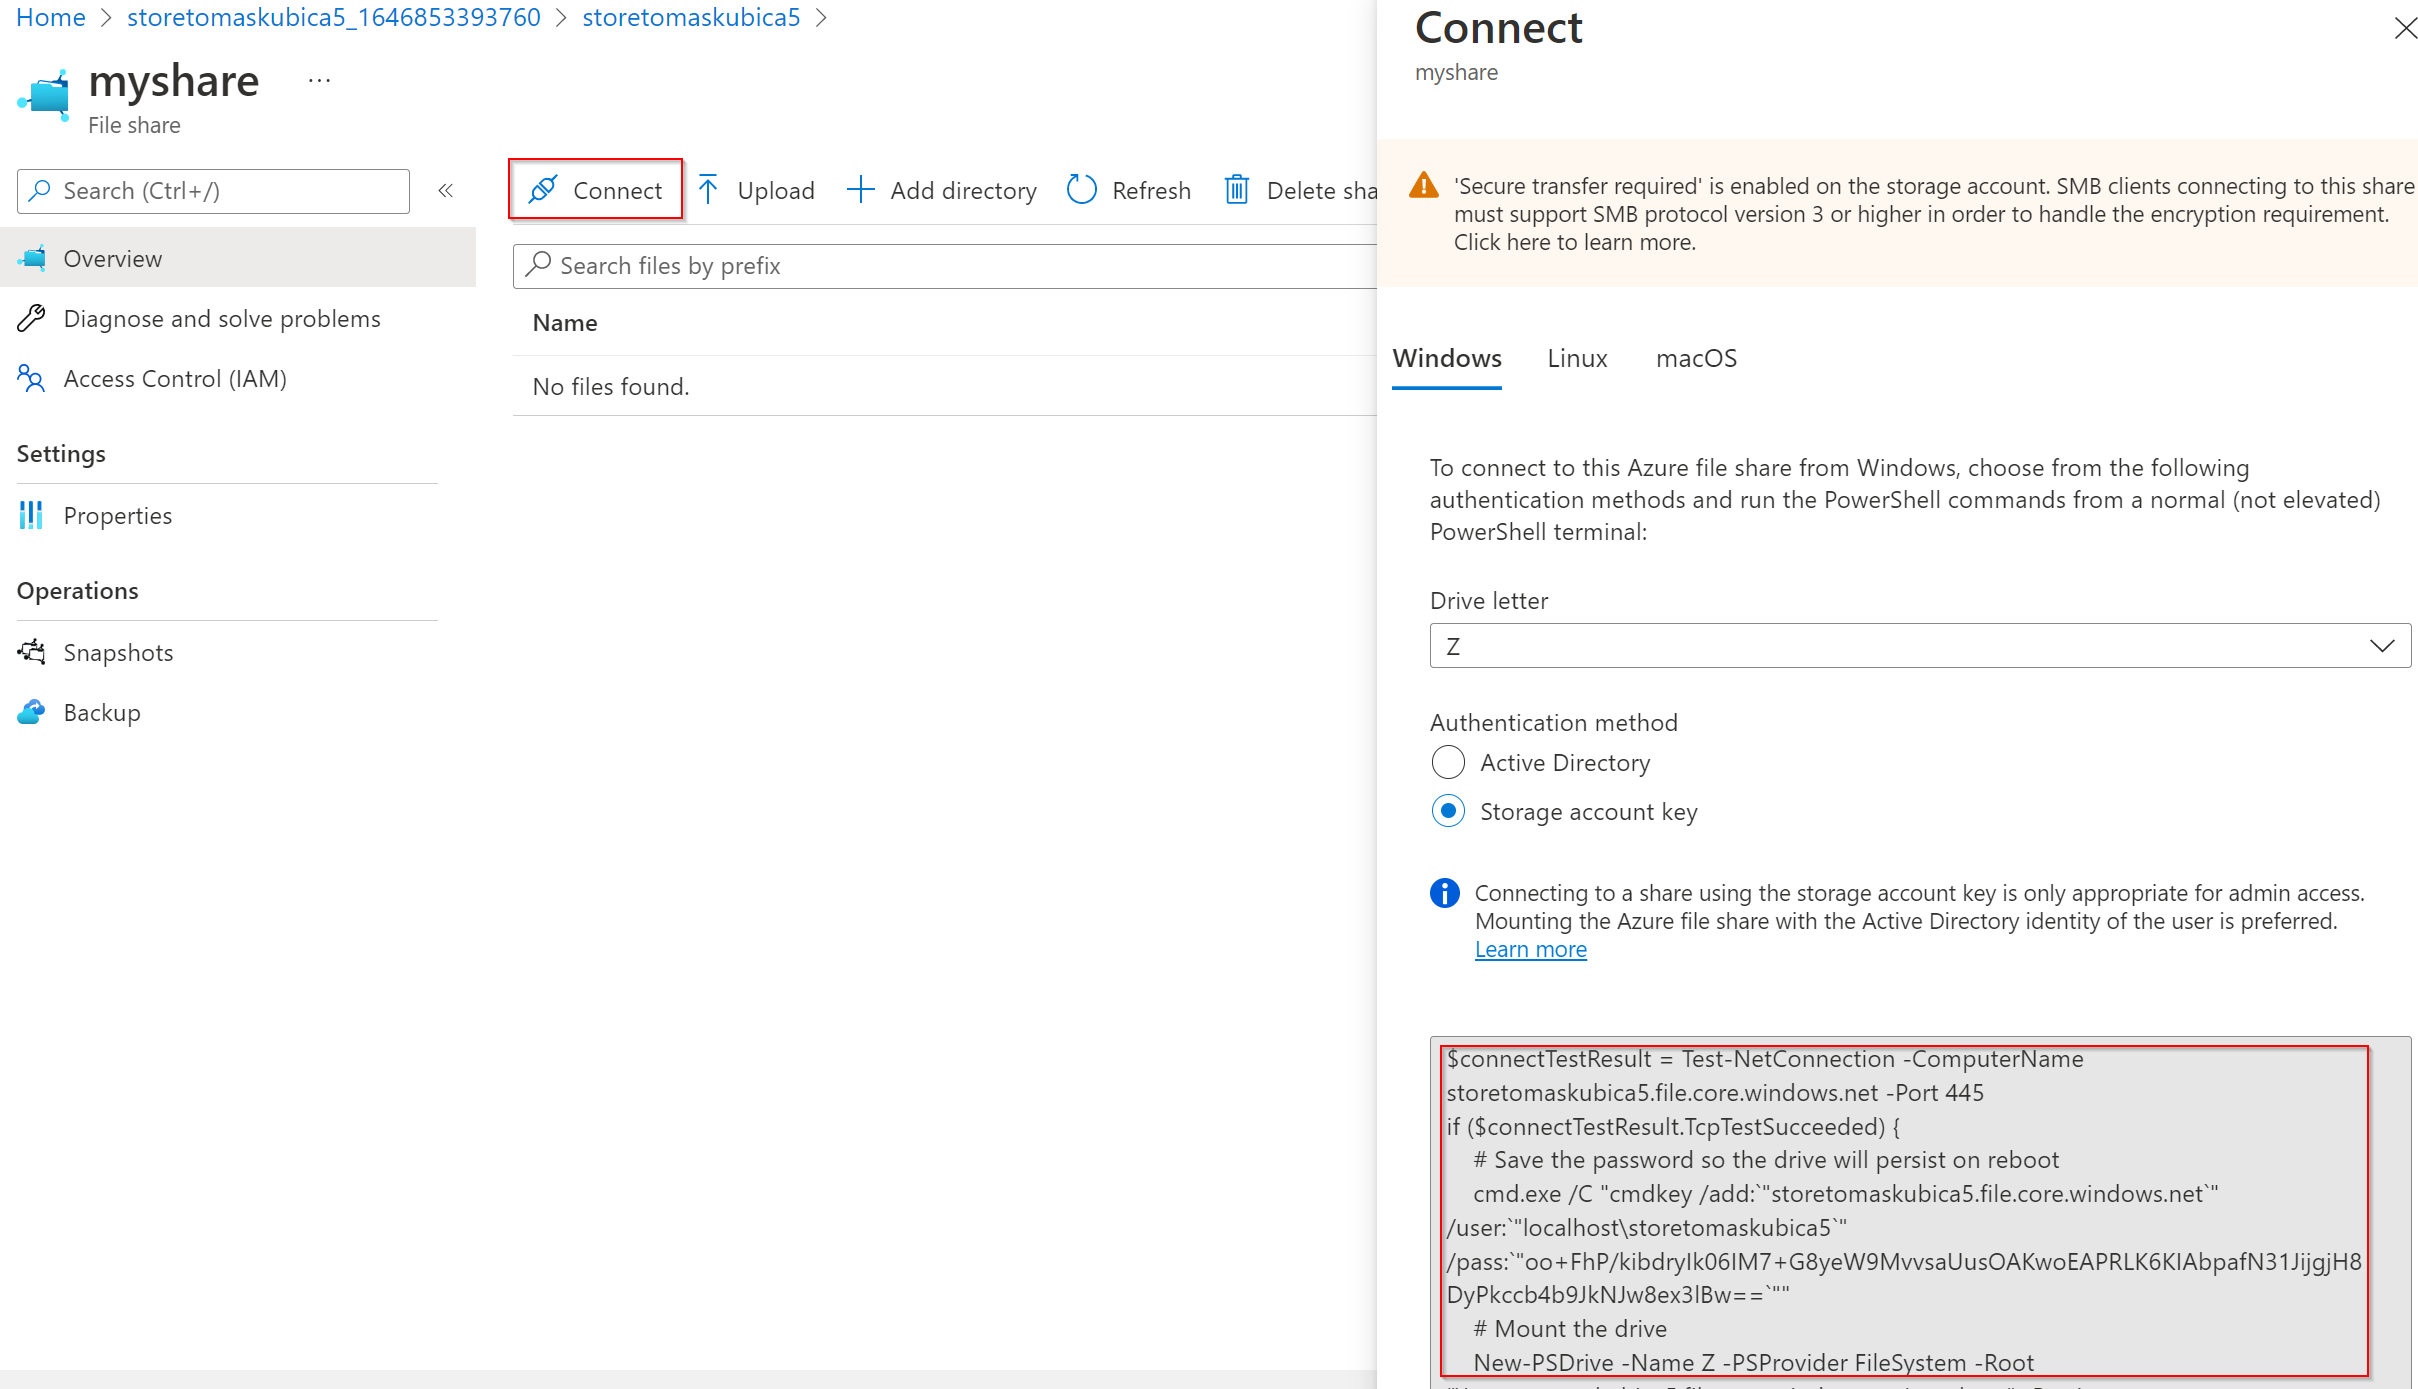 Home > storetomaskubica5_1646853393760 > storetomaskubica5 >
myshare ...
File share
Search (Ctrl+/)
«
Overview
Diagnose and solve problems
Access Control (IAM)
Settings
Properties
Operations
Snapshots
Backup
Connect
Upload
Add directory
Refresh
Delete sha
Search files by prefix
Name
No files found.
Connect
myshare
'Secure transfer required' is enabled on the storage account. SMB clients connecting to this share
must support SMB protocol version 3 or higher in order to handle the encryption requirement.
Click here to learn more.
Windows
Linux
macOS
To connect to this Azure file share from Windows, choose from the following
authentication methods and run the PowerShell commands from a normal (not elevated)
PowerShell terminal:
Drive letter
Z
Authentication method
Active Directory
Storage account key
Connecting to a share using the storage account key is only appropriate for admin access.
Mounting the Azure file share with the Active Directory identity of the user is preferred.
Learn more
$connectTestResult = Test-NetConnection -ComputerName
storetomaskubica5.file.core.windows.net -Port 445
if ($connectTestResult.TcpTestSucceeded) {
# Save the password so the drive will persist on reboot
cmd.exe /C "cmdkey /add:`"storetomaskubica5.file.core.windows.net`"
/user:`"localhost\storetomaskubica5`"
# Mount the drive
New-PSDrive -Name Z -PSProvider FileSystem -Root